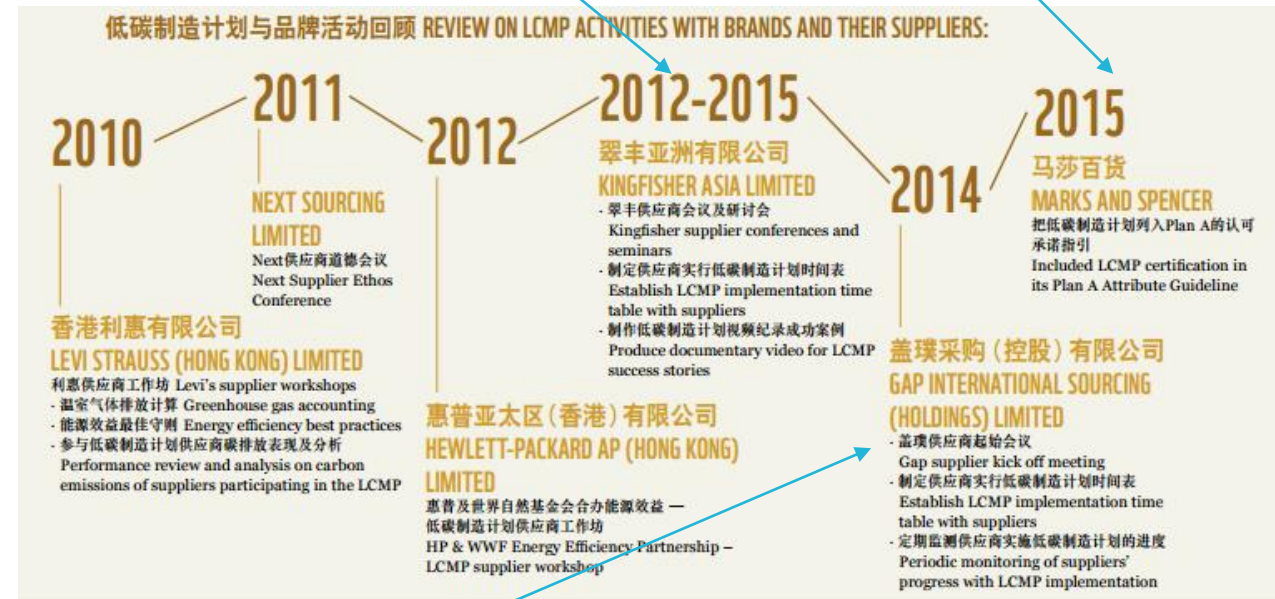 低碳制造计划与品牌活动回顾 REVIEW ON LCMP ACTIVITIES WITH BRANDS AND THEIR SUPPLIERS:
2010
香港利惠有限公司
LEVI STRAUSS (HONG KONG) LIMITED
利惠供应商工作坊 Levi's supplier workshops
· 温室气体排放计算 Greenhouse gas accounting
· 能源效益最佳守则 Energy efficiency best practices
· 参与低碳制造计划供应商碳排放表现及分析
Performance review and analysis on carbon
emissions of suppliers participating in the LCMP
2011
NEXT SOURCING
LIMITED
Next供应商道德会议
Next Supplier Ethos
Conference
2012
惠普亚太区(香港)有限公司
HEWLETT-PACKARD AP (HONG KONG)
LIMITED
惠普及世界自然基金会合办能源效益 —
低碳制造计划供应商工作坊
HP & WWF Energy Efficiency Partnership –
LCMP supplier workshop
2012-2015
翠丰亚洲有限公司
KINGFISHER ASIA LIMITED
· 翠丰供应商会议及研讨会
Kingfisher supplier conferences and
seminars
· 制定供应商实行低碳制造计划时间表
Establish LCMP implementation time
table with suppliers
· 制作低碳制造计划视频纪录成功案例
Produce documentary video for LCMP
success stories
2014
盖璞采购(控股)有限公司
GAP INTERNATIONAL SOURCING
(HOLDINGS) LIMITED
· 盖璞供应商起始会议
Gap supplier kick off meeting
· 制定供应商实行低碳制造计划时间表
Establish LCMP implementation time
table with suppliers
· 定期监测供应商实施低碳制造计划的进度
Periodic monitoring of suppliers'
progress with LCMP implementation
2015
马莎百货
MARKS AND SPENCER
把低碳制造计划列入Plan A的认可
承诺指引
Included LCMP certification in
its Plan A Attribute Guideline